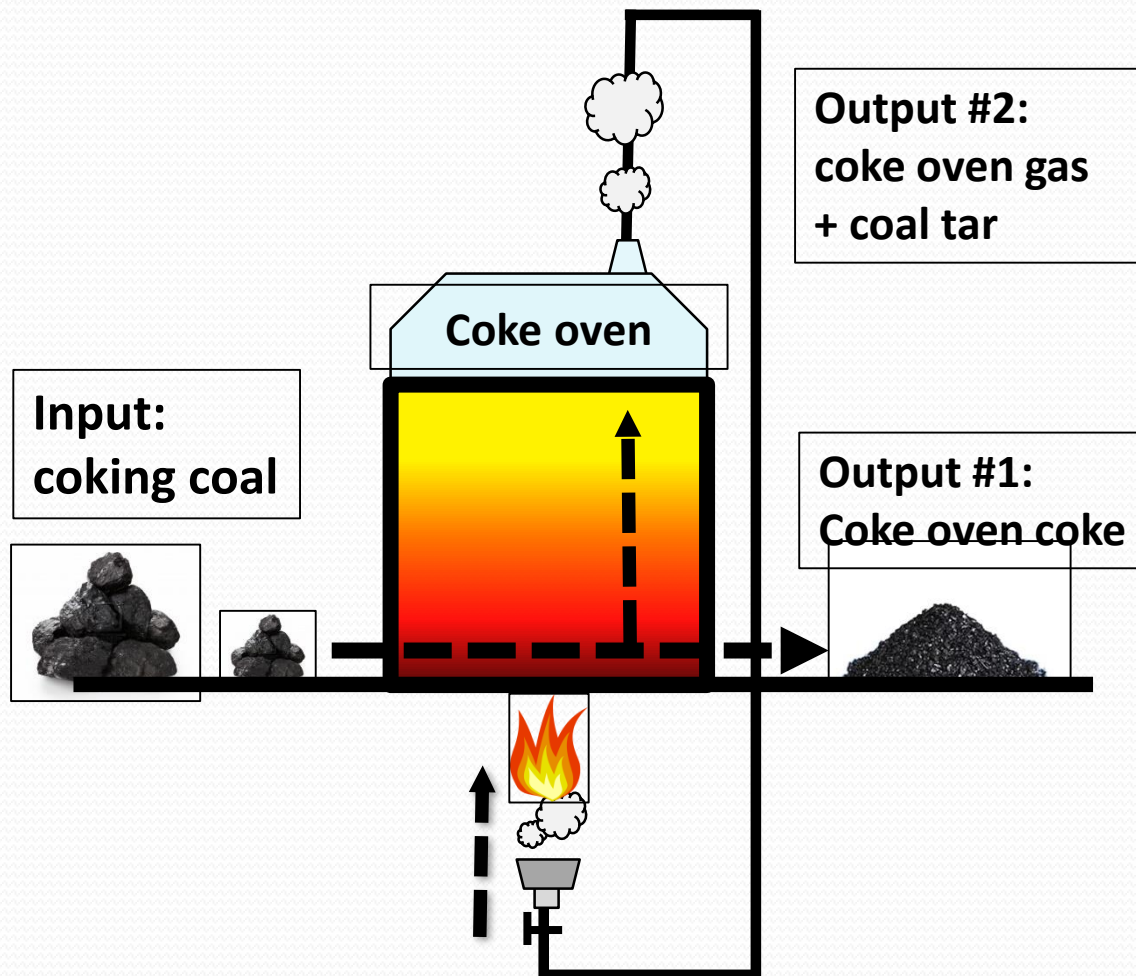 Output #2:
coke oven gas
+ coal tar
Coke oven
Input:
coking coal
Output #1:
Coke oven coke